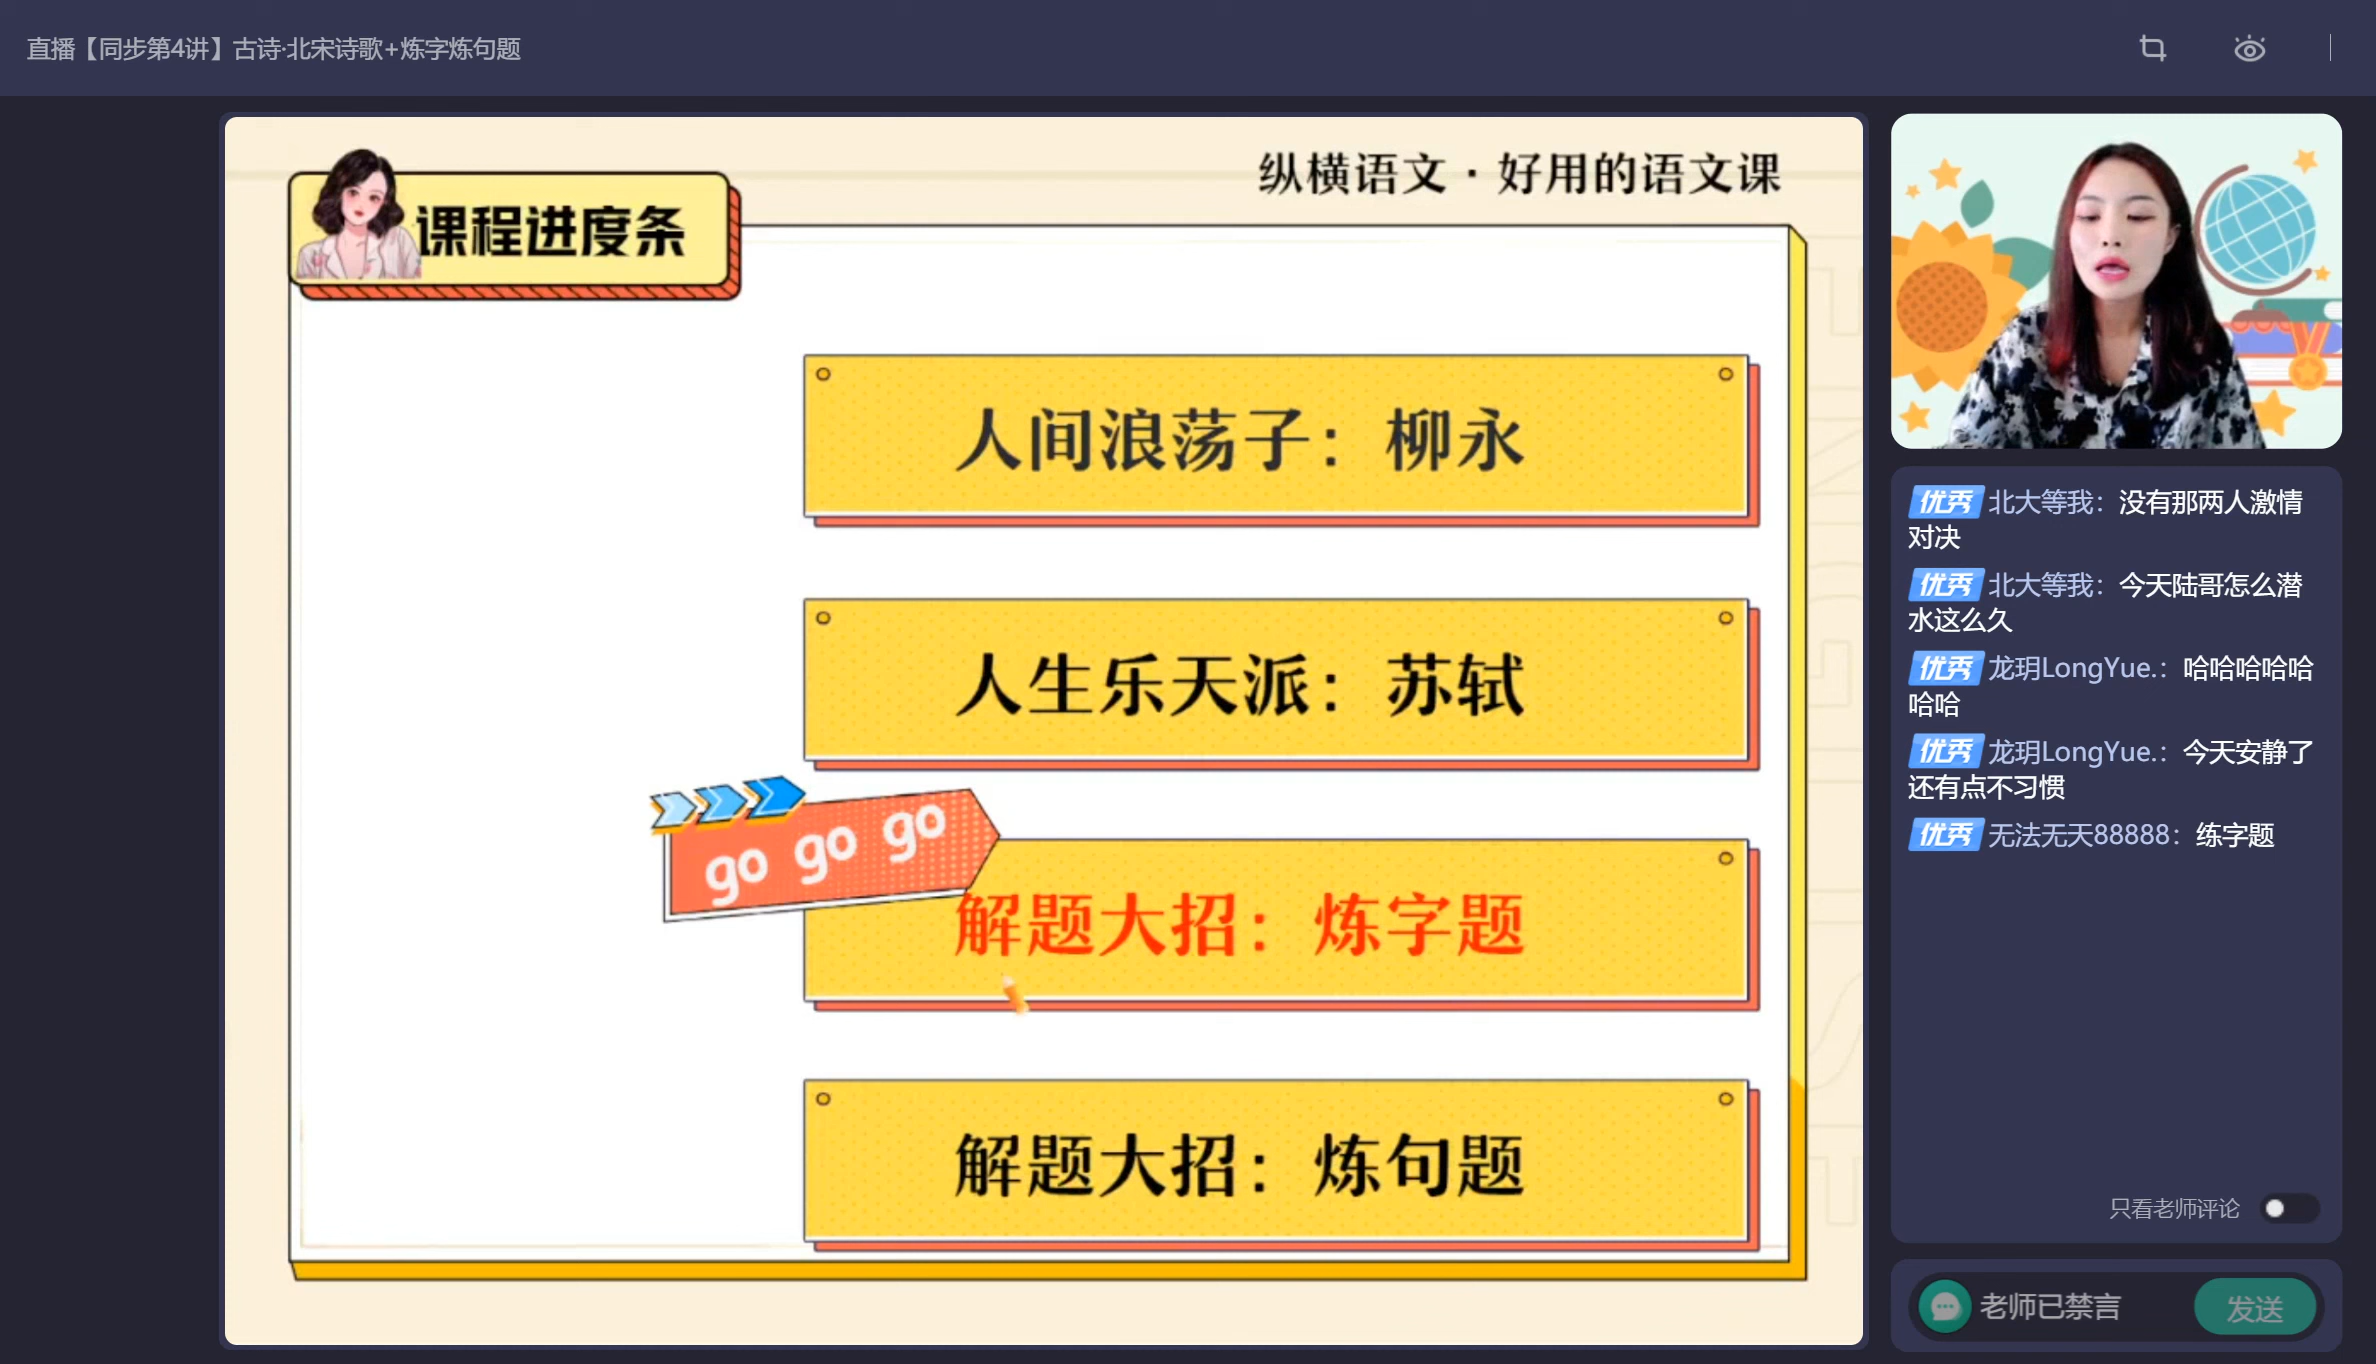 直播【同步第4讲】古诗·北宋诗歌+炼字炼句题
纵横语文·好用的语文课
课程进度条
人间浪荡子：柳永
人生乐天派：苏轼
go go go
解题大招：炼字题
解题大招：炼句题
优秀 北大等我：没有那两人激情
对决
优秀 北大等我：今天陆哥怎么潜
水这么久
优秀 龙玥LongYue.：哈哈哈哈哈
哈哈
优秀 龙玥LongYue.：今天安静了
还有点不习惯
优秀 无法无天88888：练字题
只看老师评论
老师已禁言
发送